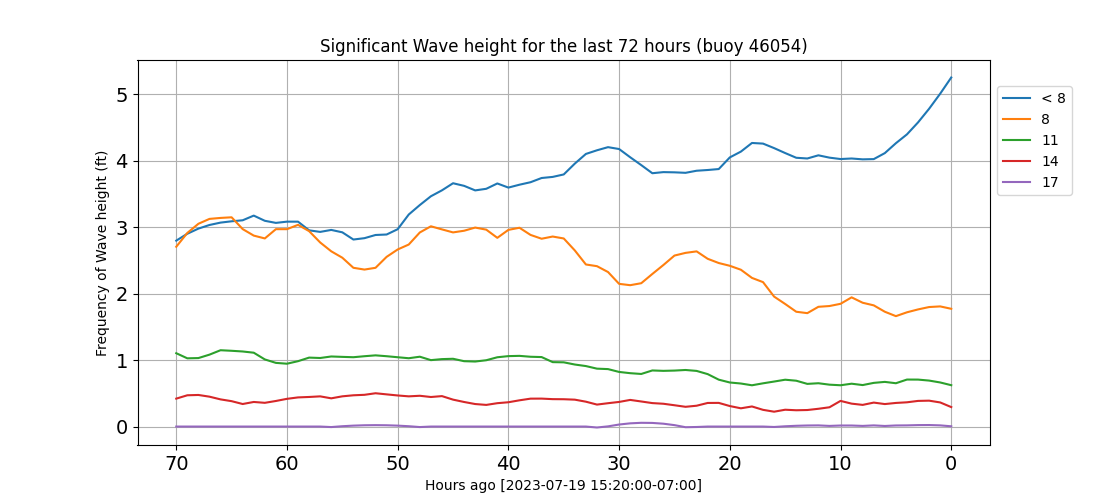 Significant Wave height for the last 72 hours (buoy 46054)
Frequency of Wave height (ft)
5
4
3
2
1
0
70 60 50 40 30 20 10 0
Hours ago [2023-07-19 15:20:00-07:00]
< 8
8
11
14
17